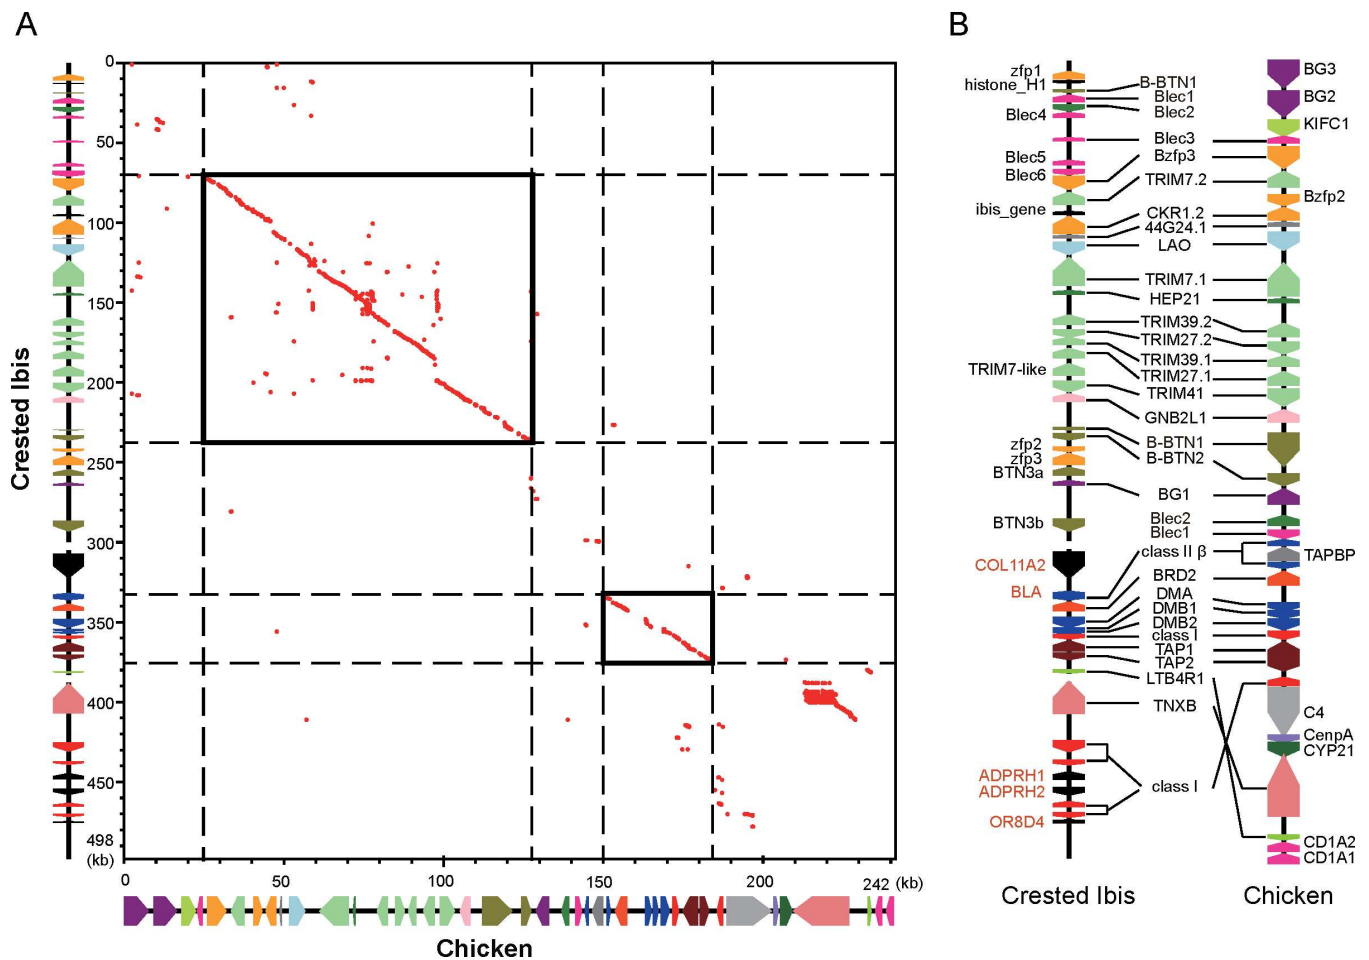 A
B
0
50
100
150
200
250
300
350
400
450
498
(kb)
Crested Ibis
0
50
100
150
200
242 (kb)
Chicken
zfp1
histone_H1
Blec4
Blec5
Blec6
ibis_gene
TRIM7-like
zfp2
zfp3
BTN3a
BTN3b
COL11A2
BLA
ADPRH1
ADPRH2
OR8D4
B-BTN1
Blec1
Blec2
Blec3
Bzfp3
TRIM7.2
CKR1.2
44G24.1
LAO
TRIM7.1
HEP21
TRIM39.2
TRIM27.2
TRIM39.1
TRIM27.1
TRIM41
GNB2L1
B-BTN1
B-BTN2
BG1
Blec2
Blec1
class II β
BRD2
DMA
DMB1
DMB2
class I
TAP1
TAP2
LTB4R1
TNXB
class I
BG3
BG2
KIFC1
Bzfp2
TAPBP
C4
CenpA
CYP21
CD1A2
CD1A1
Crested Ibis
Chicken